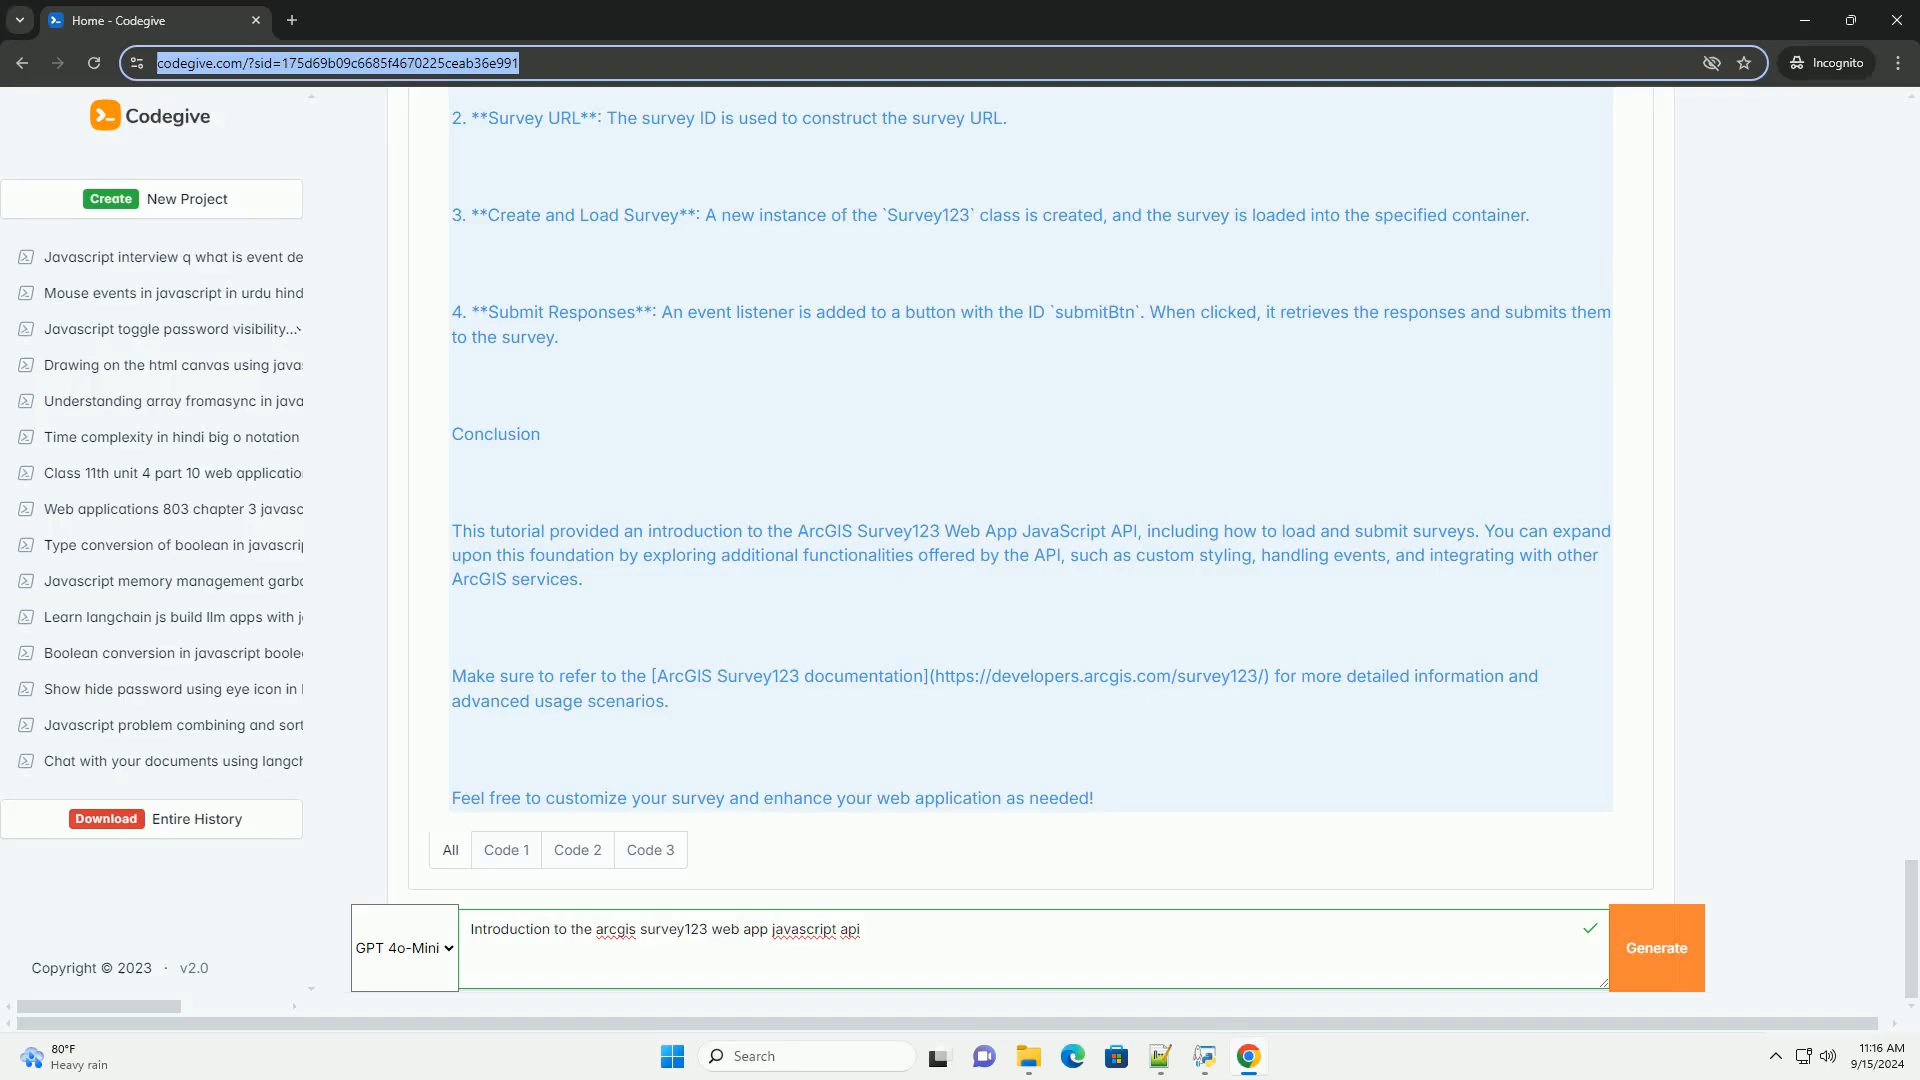 Home - Codegive
codegive.com/?sid=175d69b09c6685f4670225ceab36e991
Incognito
Codegive
Create New Project
Javascript interview q what is event de
Mouse events in javascript in urdu hind
Javascript toggle password visibility...
Drawing on the html canvas using java
Understanding array fromasync in java
Time complexity in hindi big o notation
Class 11th unit 4 part 10 web applicatio
Web applications 803 chapter 3 javasc
Type conversion of boolean in javascri
Javascript memory management garba
Learn langchain js build llm apps with j
Boolean conversion in javascript boole
Show hide password using eye icon in
Javascript problem combining and sort
Chat with your documents using langch
Download Entire History
Copyright © 2023 · v2.0
2. **Survey URL**: The survey ID is used to construct the survey URL.
3. **Create and Load Survey**: A new instance of the `Survey123` class is created, and the survey is loaded into the specified container.
4. **Submit Responses**: An event listener is added to a button with the ID `submitBtn`. When clicked, it retrieves the responses and submits them
to the survey.
Conclusion
This tutorial provided an introduction to the ArcGIS Survey123 Web App JavaScript API, including how to load and submit surveys. You can expand
upon this foundation by exploring additional functionalities offered by the API, such as custom styling, handling events, and integrating with other
ArcGIS services.
Make sure to refer to the [ArcGIS Survey123 documentation](https://developers.arcgis.com/survey123/) for more detailed information and
advanced usage scenarios.
Feel free to customize your survey and enhance your web application as needed!
All Code 1 Code 2 Code 3
GPT 4o-Mini
Introduction to the arcgis survey123 web app javascript api
Generate
80°F
Heavy rain
Search
11:16 AM
9/15/2024